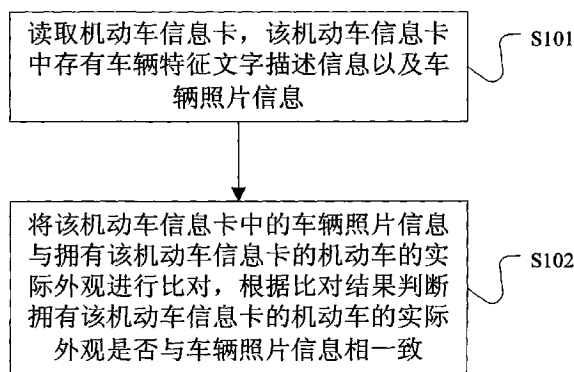 读取机动车信息卡，该机动车信息卡
中存有车辆特征文字描述信息以及车
辆照片信息
S101
将该机动车信息卡中的车辆照片信息
与拥有该机动车信息卡的机动车的实
际外观进行比对，根据比对结果判断
拥有该机动车信息卡的机动车的实际
外观是否与车辆照片信息相一致
S102